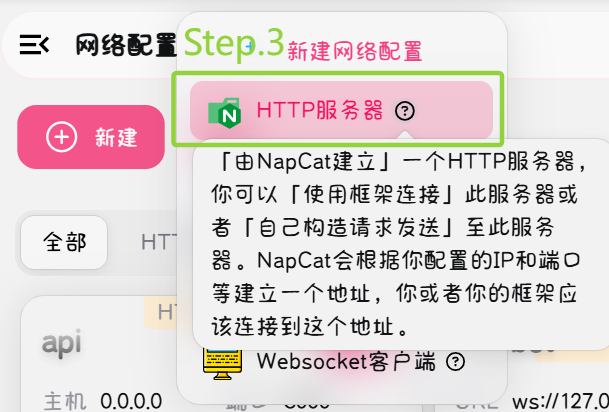 网络配置
Step.3 新建网络配置
HTTP服务器
新建
「由NapCat建立」一个HTTP服务器，
你可以「使用框架连接」此服务器或
者「自己构造请求发送」至此服务
器。NapCat会根据你配置的IP和端口
等建立一个地址，你或者你的框架应
该连接到这个地址。
全部
HTT
api
Websocket客户端
主机 0.0.0.0
ws://127.0